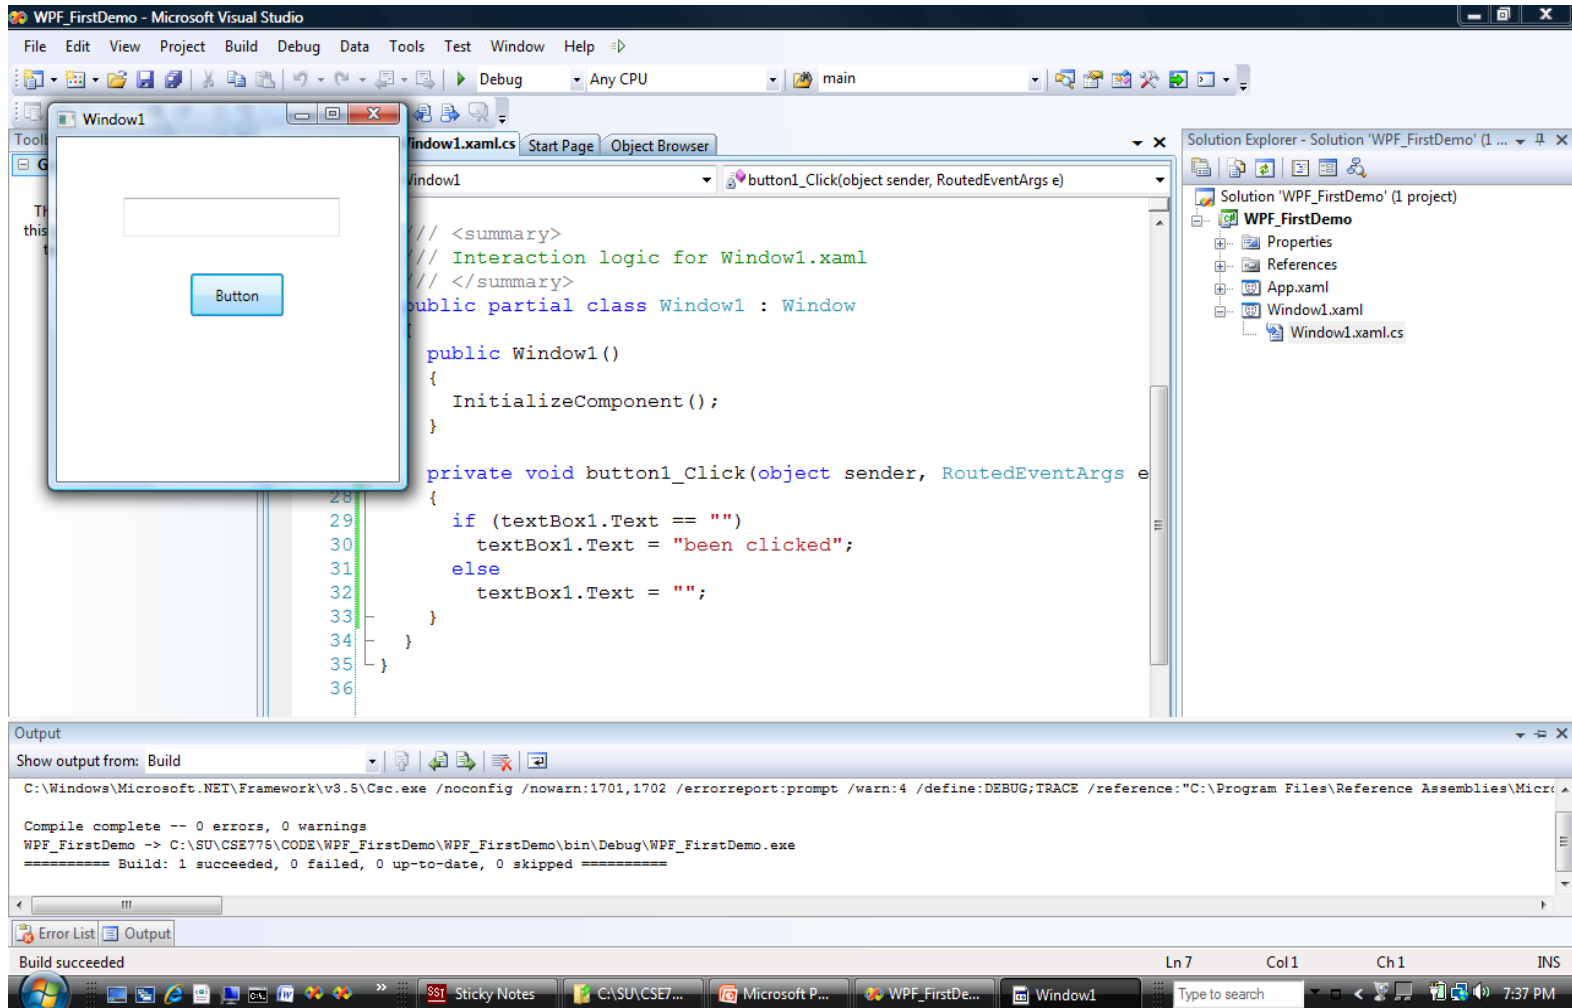 WPF_FirstDemo - Microsoft Visual Studio
File Edit View Project Build Debug Data Tools Test Window Help
Debug Any CPU main
Window1
Button
Window1.xaml.cs Start Page Object Browser
Window1 button1_Click(object sender, RoutedEventArgs e)
/// <summary>
/// Interaction logic for Window1.xaml
/// </summary>
public partial class Window1 : Window
{
public Window1()
{
InitializeComponent();
}
private void button1_Click(object sender, RoutedEventArgs e
28 {
29 if (textBox1.Text == "")
30 textBox1.Text = "been clicked";
31 else
32 textBox1.Text = "";
33 }
34 }
35 }
36
Solution Explorer - Solution 'WPF_FirstDemo' (1 ...
Solution 'WPF_FirstDemo' (1 project)
WPF_FirstDemo
Properties
References
App.xaml
Window1.xaml
Window1.xaml.cs
Output
Show output from: Build
C:\Windows\Microsoft.NET\Framework\v3.5\Csc.exe /noconfig /nowarn:1701,1702 /errorreport:prompt /warn:4 /define:DEBUG;TRACE /reference:"C:\Program Files\Reference Assemblies\Micro
Compile complete -- 0 errors, 0 warnings
WPF_FirstDemo -> C:\SU\CSE775\CODE\WPF_FirstDemo\WPF_FirstDemo\bin\Debug\WPF_FirstDemo.exe
========== Build: 1 succeeded, 0 failed, 0 up-to-date, 0 skipped ==========
Error List Output
Build succeeded Ln 7 Col 1 Ch 1 INS
SST Sticky Notes C:\SU\CSE7... Microsoft P... WPF_FirstDe... Window1 Type to search 7:37 PM